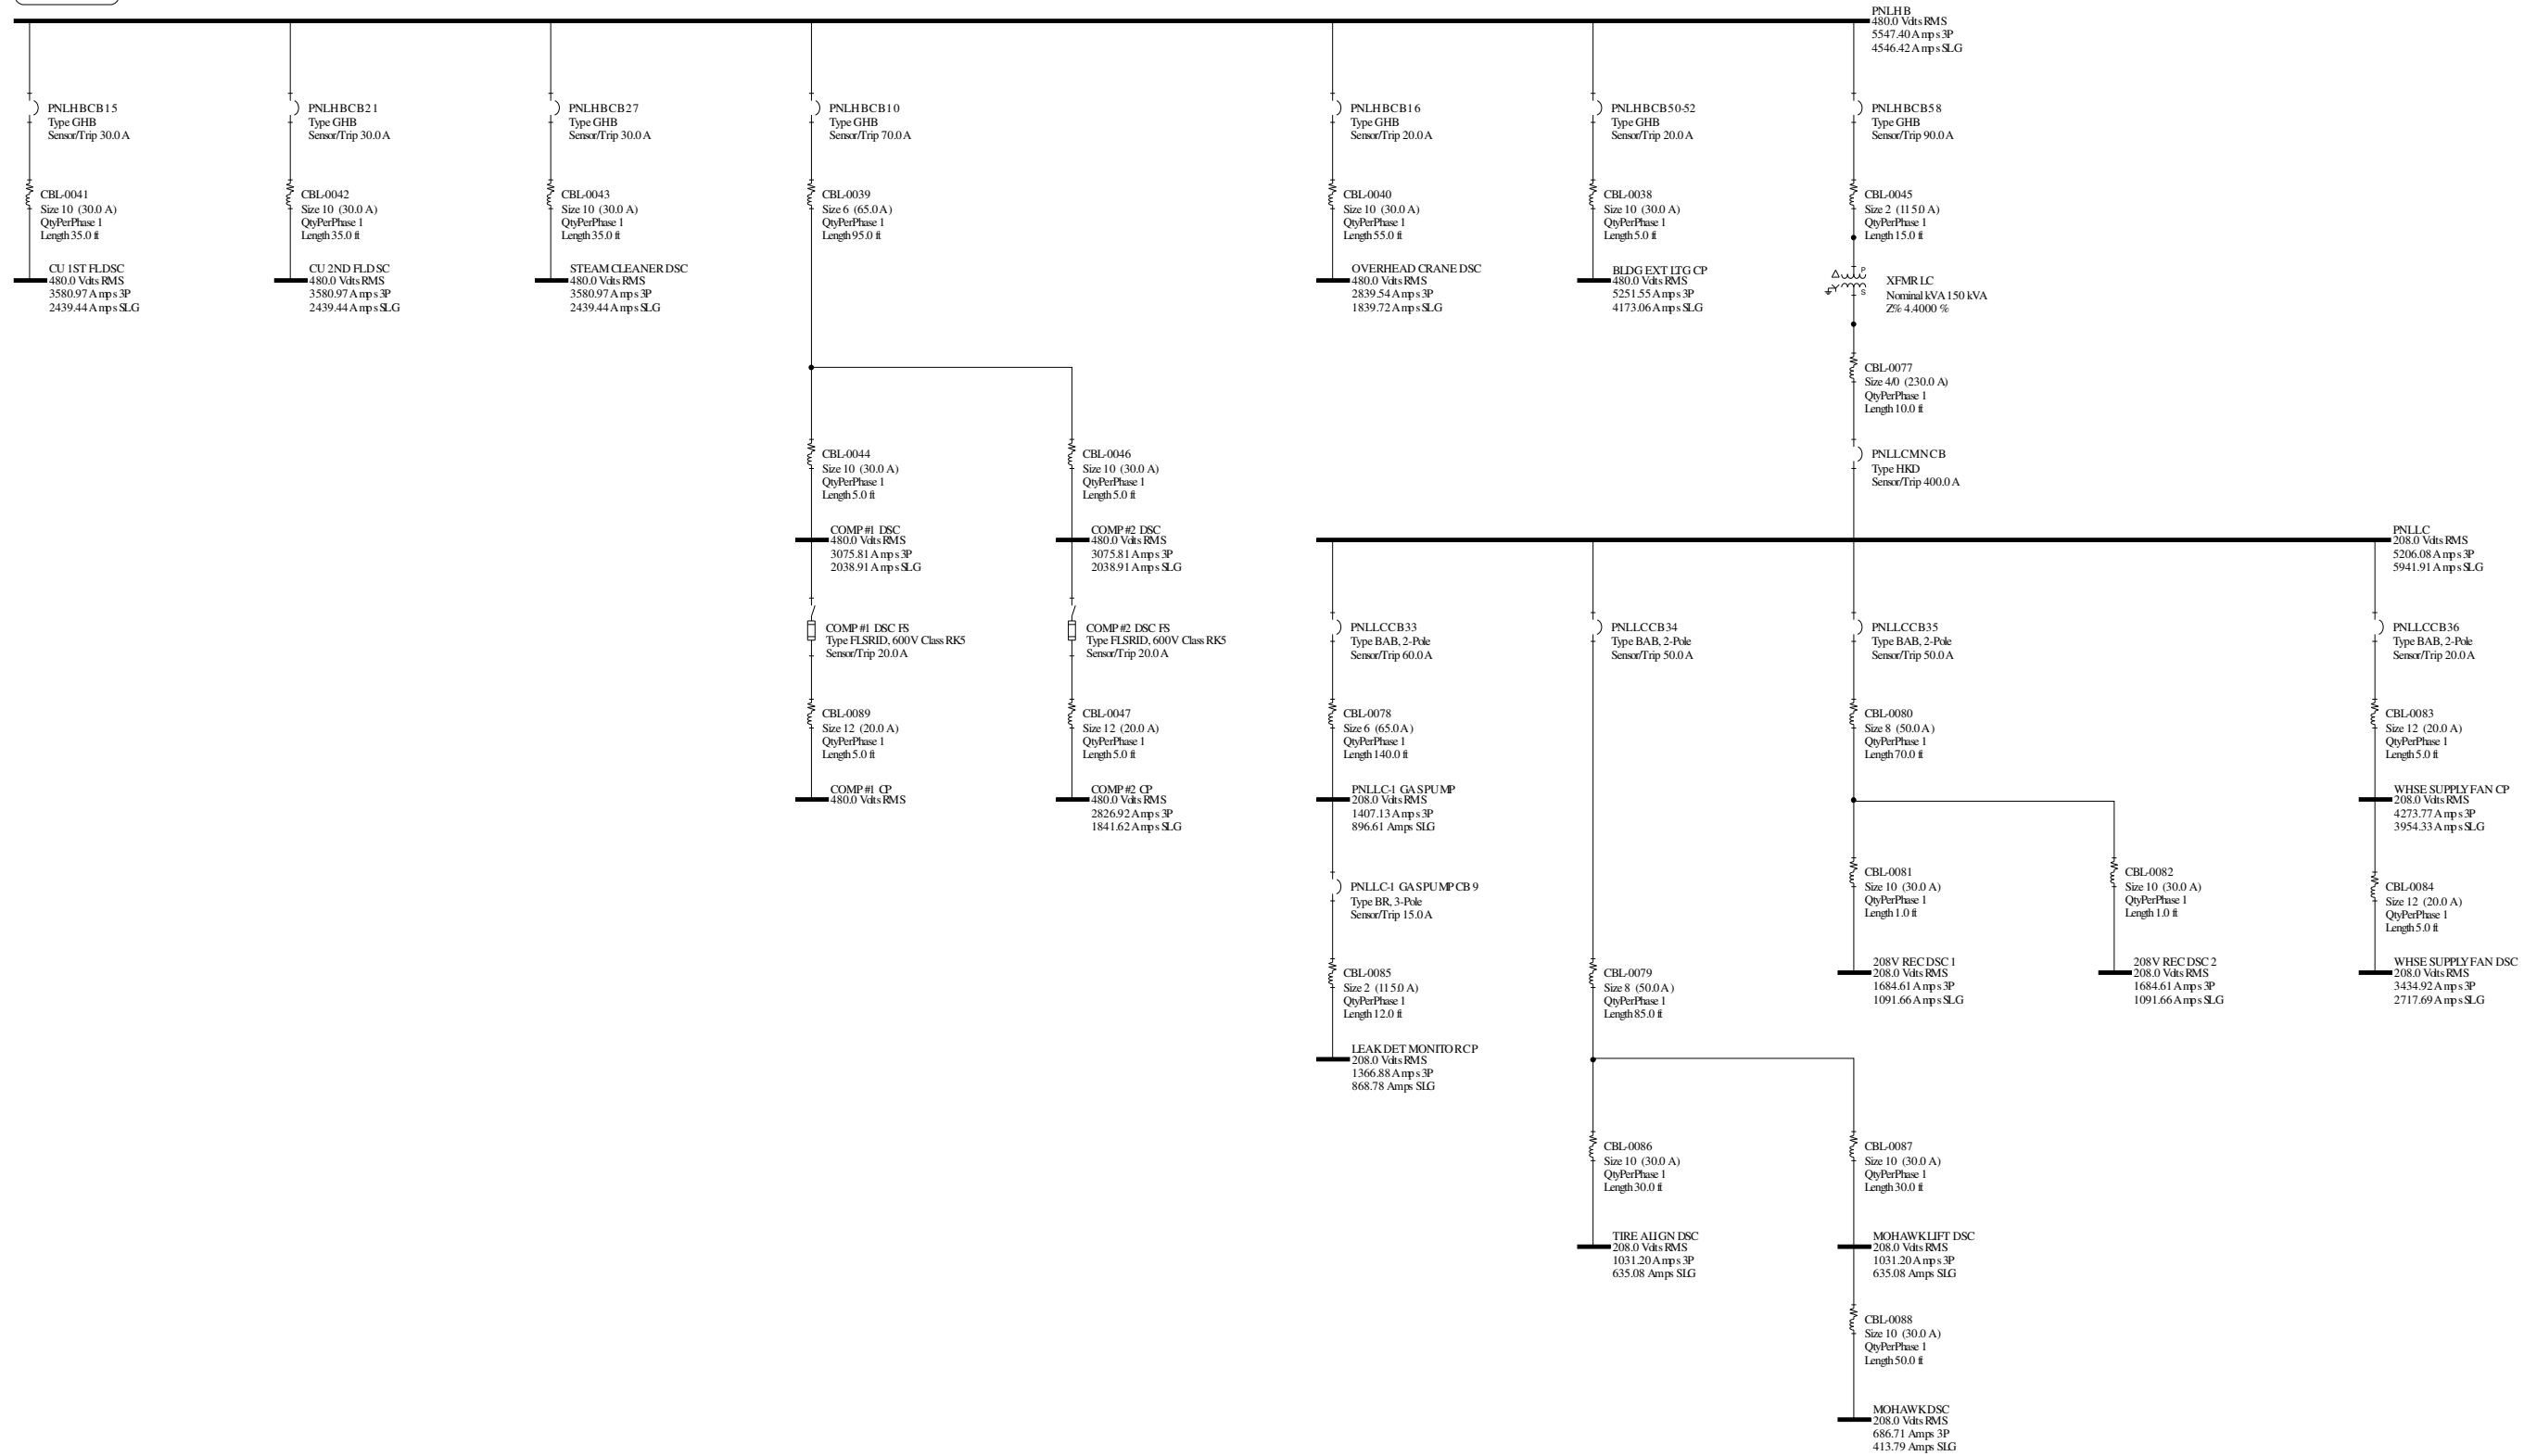 PNLHB
480.0 Volts RMS
5547.40 Amps 3P
4546.42 Amps SLG
PNLHBCB15
Type GHB
Sensor/Trip 30.0 A
PNLHBCB21
Type GHB
Sensor/Trip 30.0 A
PNLHBCB27
Type GHB
Sensor/Trip 30.0 A
PNLHBCB10
Type GHB
Sensor/Trip 70.0 A
PNLHBCB16
Type GHB
Sensor/Trip 20.0 A
PNLHBCB50-52
Type GHB
Sensor/Trip 20.0 A
PNLHBCB58
Type GHB
Sensor/Trip 90.0 A
CBL-0041
Size 10 (30.0 A)
QtyPerPhase 1
Length 35.0 ft
CBL-0042
Size 10 (30.0 A)
QtyPerPhase 1
Length 35.0 ft
CBL-0043
Size 10 (30.0 A)
QtyPerPhase 1
Length 35.0 ft
CBL-0039
Size 6 (65.0 A)
QtyPerPhase 1
Length 95.0 ft
CBL-0040
Size 10 (30.0 A)
QtyPerPhase 1
Length 55.0 ft
CBL-0038
Size 10 (30.0 A)
QtyPerPhase 1
Length 5.0 ft
CBL-0045
Size 2 (115.0 A)
QtyPerPhase 1
Length 15.0 ft
CU 1ST FL DSC
480.0 Volts RMS
3580.97 Amps 3P
2439.44 Amps SLG
CU 2ND FL DSC
480.0 Volts RMS
3580.97 Amps 3P
2439.44 Amps SLG
STEAM CLEANER DSC
480.0 Volts RMS
3580.97 Amps 3P
2439.44 Amps SLG
OVERHEAD CRANE DSC
480.0 Volts RMS
2839.54 Amps 3P
1839.72 Amps SLG
BLDG EXT LTG CP
480.0 Volts RMS
5251.55 Amps 3P
4173.06 Amps SLG
P
S
XFMR LC
Nominal kVA 150 kVA
Z% 4.4000 %
CBL-0077
Size 4/0 (230.0 A)
QtyPerPhase 1
Length 10.0 ft
CBL-0044
Size 10 (30.0 A)
QtyPerPhase 1
Length 5.0 ft
CBL-0046
Size 10 (30.0 A)
QtyPerPhase 1
Length 5.0 ft
PNLLCMNCB
Type HKD
Sensor/Trip 400.0 A
COMP #1 DSC
480.0 Volts RMS
3075.81 Amps 3P
2038.91 Amps SLG
COMP #2 DSC
480.0 Volts RMS
3075.81 Amps 3P
2038.91 Amps SLG
PNLLC
208.0 Volts RMS
5206.08 Amps 3P
5941.91 Amps SLG
COMP #1 DSC FS
Type FLSRID, 600V Class RK5
Sensor/Trip 20.0 A
COMP #2 DSC FS
Type FLSRID, 600V Class RK5
Sensor/Trip 20.0 A
PNLLCCB33
Type BAB, 2-Pole
Sensor/Trip 60.0 A
PNLLCCB34
Type BAB, 2-Pole
Sensor/Trip 50.0 A
PNLLCCB35
Type BAB, 2-Pole
Sensor/Trip 50.0 A
PNLLCCB36
Type BAB, 2-Pole
Sensor/Trip 20.0 A
CBL-0089
Size 12 (20.0 A)
QtyPerPhase 1
Length 5.0 ft
CBL-0047
Size 12 (20.0 A)
QtyPerPhase 1
Length 5.0 ft
CBL-0078
Size 6 (65.0 A)
QtyPerPhase 1
Length 140.0 ft
CBL-0080
Size 8 (50.0 A)
QtyPerPhase 1
Length 70.0 ft
CBL-0083
Size 12 (20.0 A)
QtyPerPhase 1
Length 5.0 ft
COMP #1 CP
480.0 Volts RMS
COMP #2 CP
480.0 Volts RMS
2826.92 Amps 3P
1841.62 Amps SLG
PNLLC-1 GAS PUMP
208.0 Volts RMS
1407.13 Amps 3P
896.61 Amps SLG
WHSE SUPPLY FAN CP
208.0 Volts RMS
4273.77 Amps 3P
3954.33 Amps SLG
PNLLC-1 GAS PUMP CB 9
Type BR, 3-Pole
Sensor/Trip 15.0 A
CBL-0081
Size 10 (30.0 A)
QtyPerPhase 1
Length 1.0 ft
CBL-0082
Size 10 (30.0 A)
QtyPerPhase 1
Length 1.0 ft
CBL-0084
Size 12 (20.0 A)
QtyPerPhase 1
Length 5.0 ft
CBL-0085
Size 2 (115.0 A)
QtyPerPhase 1
Length 12.0 ft
CBL-0079
Size 8 (50.0 A)
QtyPerPhase 1
Length 85.0 ft
208V REC DSC 1
208.0 Volts RMS
1684.61 Amps 3P
1091.66 Amps SLG
208V REC DSC 2
208.0 Volts RMS
1684.61 Amps 3P
1091.66 Amps SLG
WHSE SUPPLY FAN DSC
208.0 Volts RMS
3434.92 Amps 3P
2717.69 Amps SLG
LEAK DET MONITOR CP
208.0 Volts RMS
1366.88 Amps 3P
868.78 Amps SLG
CBL-0086
Size 10 (30.0 A)
QtyPerPhase 1
Length 30.0 ft
CBL-0087
Size 10 (30.0 A)
QtyPerPhase 1
Length 30.0 ft
TIRE ALIGN DSC
208.0 Volts RMS
1031.20 Amps 3P
635.08 Amps SLG
MOHAWK LIFT DSC
208.0 Volts RMS
1031.20 Amps 3P
635.08 Amps SLG
CBL-0088
Size 10 (30.0 A)
QtyPerPhase 1
Length 50.0 ft
MOHAWK DSC
208.0 Volts RMS
686.71 Amps 3P
413.79 Amps SLG